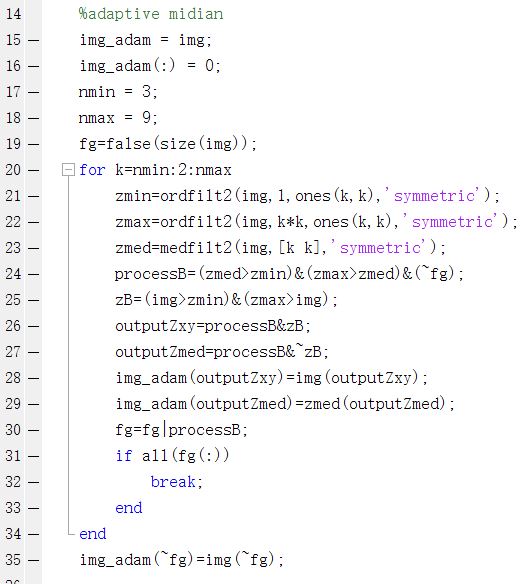 14 %adaptive midian
15 — img_adam = img;
16 — img_adam(:) = 0;
17 — nmin = 3;
18 — nmax = 9;
19 — fg=false(size(img));
20 — for k=nmin:2:nmax
21 — zmin=ordfilt2(img,1,ones(k,k),'symmetric');
22 — zmax=ordfilt2(img,k*k,ones(k,k),'symmetric');
23 — zmed=medfilt2(img,[k k],'symmetric');
24 — processB=(zmed>zmin)&(zmax>zmed)&(~fg);
25 — zB=(img>zmin)&(zmax>img);
26 — outputZxy=processB&zB;
27 — outputZmed=processB&~zB;
28 — img_adam(outputZxy)=img(outputZxy);
29 — img_adam(outputZmed)=zmed(outputZmed);
30 — fg=fg|processB;
31 — if all(fg(:))
32 — break;
33 — end
34 — end
35 — img_adam(~fg)=img(~fg);